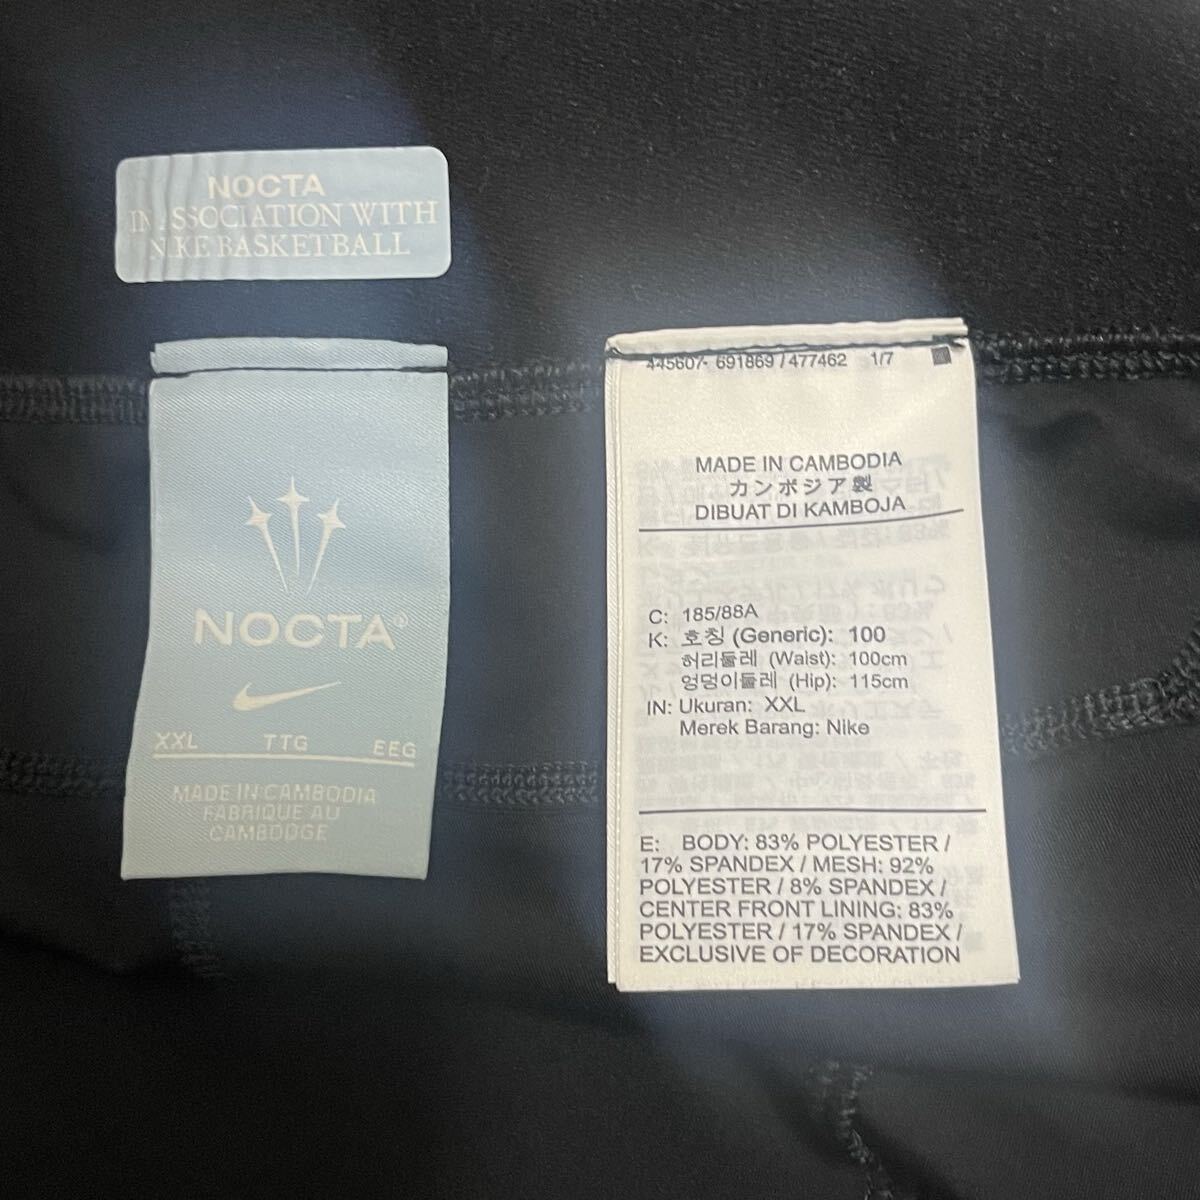 NOCTA
IN ASSOCIATION WITH
NIKE BASKETBALL
NOCTA®
XXL TTG EEG
MADE IN CAMBODIA
FABRIQUE AU
CAMBODGE
445607- 691869 / 477462 1/7
MADE IN CAMBODIA
カンボジア製
DIBUAT DI KAMBOJA
C: 185/88A
K: 호칭 (Generic): 100
허리둘레 (Waist): 100cm
엉덩이둘레 (Hip): 115cm
IN: Ukuran: XXL
Merek Barang: Nike
E: BODY: 83% POLYESTER /
17% SPANDEX / MESH: 92%
POLYESTER / 8% SPANDEX /
CENTER FRONT LINING: 83%
POLYESTER / 17% SPANDEX /
EXCLUSIVE OF DECORATION